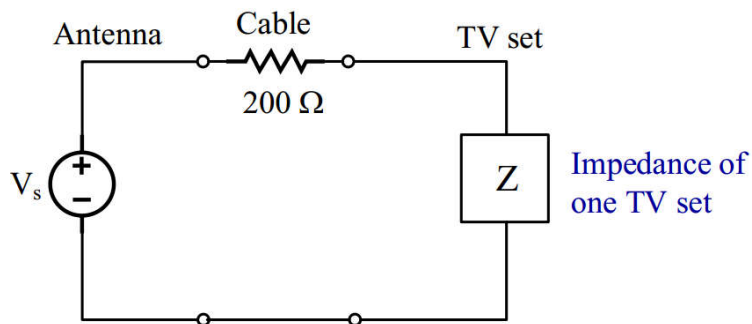 Antenna
Cable
TV set
200 Ω
+
−
Vs
Z
Impedance of
one TV set